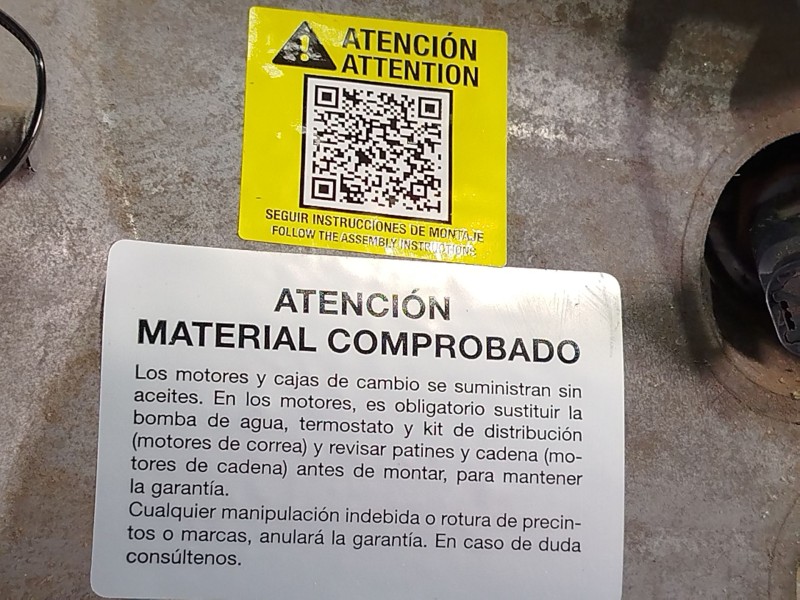 ATENCIÓN
ATTENTION
SEGUIR INSTRUCCIONES DE MONTAJE
FOLLOW THE ASSEMBLY INSTRUCTIONS
ATENCIÓN
MATERIAL COMPROBADO
Los motores y cajas de cambio se suministran sin
aceites. En los motores, es obligatorio sustituir la
bomba de agua, termostato y kit de distribución
(motores de correa) y revisar patines y cadena (mo-
tores de cadena) antes de montar, para mantener
la garantía.
Cualquier manipulación indebida o rotura de precin-
tos o marcas, anulará la garantía. En caso de duda
consúltenos.